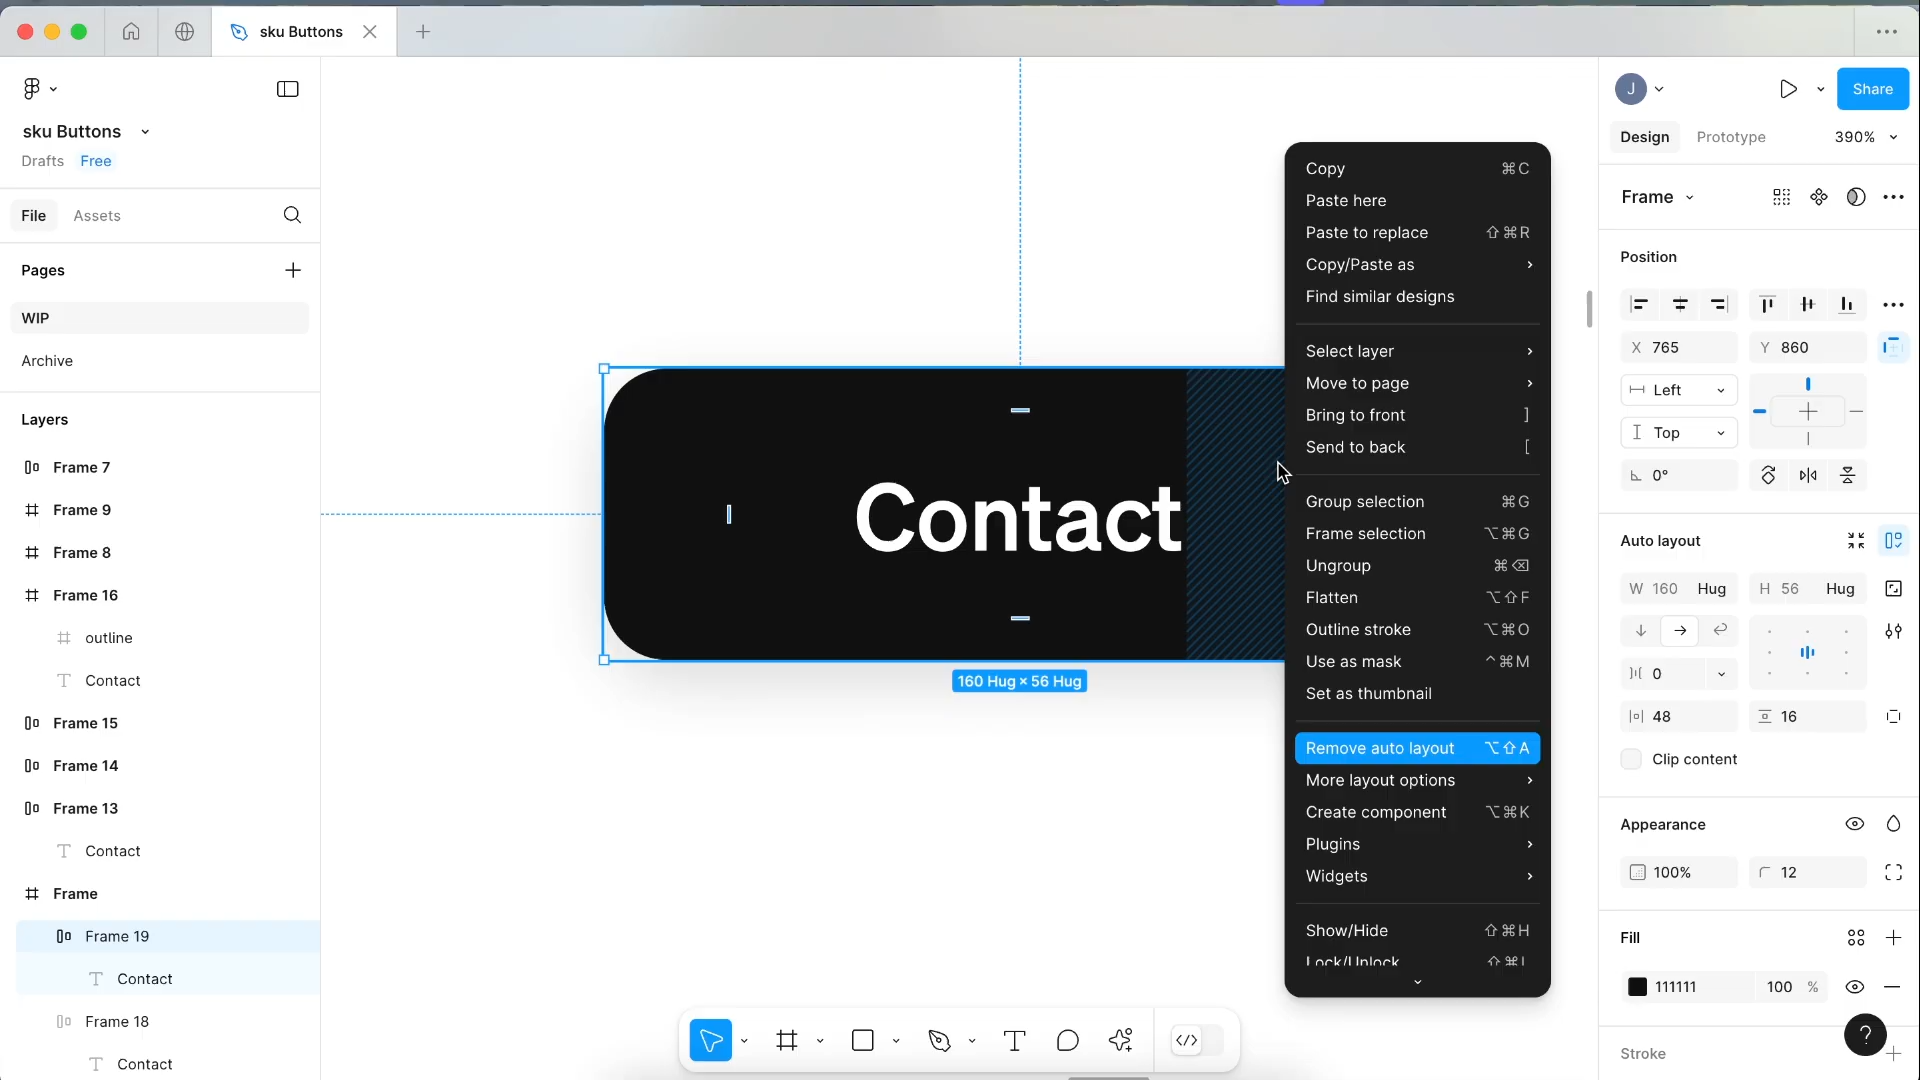 sku Buttons
J
Share
sku Buttons
Drafts Free
Design Prototype 390%
File Assets
Frame
Pages
WIP
Archive
Layers
Frame 7
Frame 9
Frame 8
Frame 16
outline
Contact
Frame 15
Frame 14
Frame 13
Contact
Frame
Frame 19
Contact
Frame 18
Contact
Contact
160 Hug × 56 Hug
Copy ⌘C
Paste here
Paste to replace ⇧⌘R
Copy/Paste as
Find similar designs
Select layer
Move to page
Bring to front ]
Send to back [
Group selection ⌘G
Frame selection ⌥⌘G
Ungroup ⌘⌫
Flatten ⌥⇧F
Outline stroke ⌥⌘O
Use as mask ^⌘M
Set as thumbnail
Remove auto layout ⌥⇧A
More layout options
Create component ⌥⌘K
Plugins
Widgets
Show/Hide ⇧⌘H
Lock/Unlock ⇧⌘L
Position
X 765 Y 860
Left
Top
0°
Auto layout
W 160 Hug H 56 Hug
0
48 16
Clip content
Appearance
100% 12
Fill
111111 100 %
?
Stroke